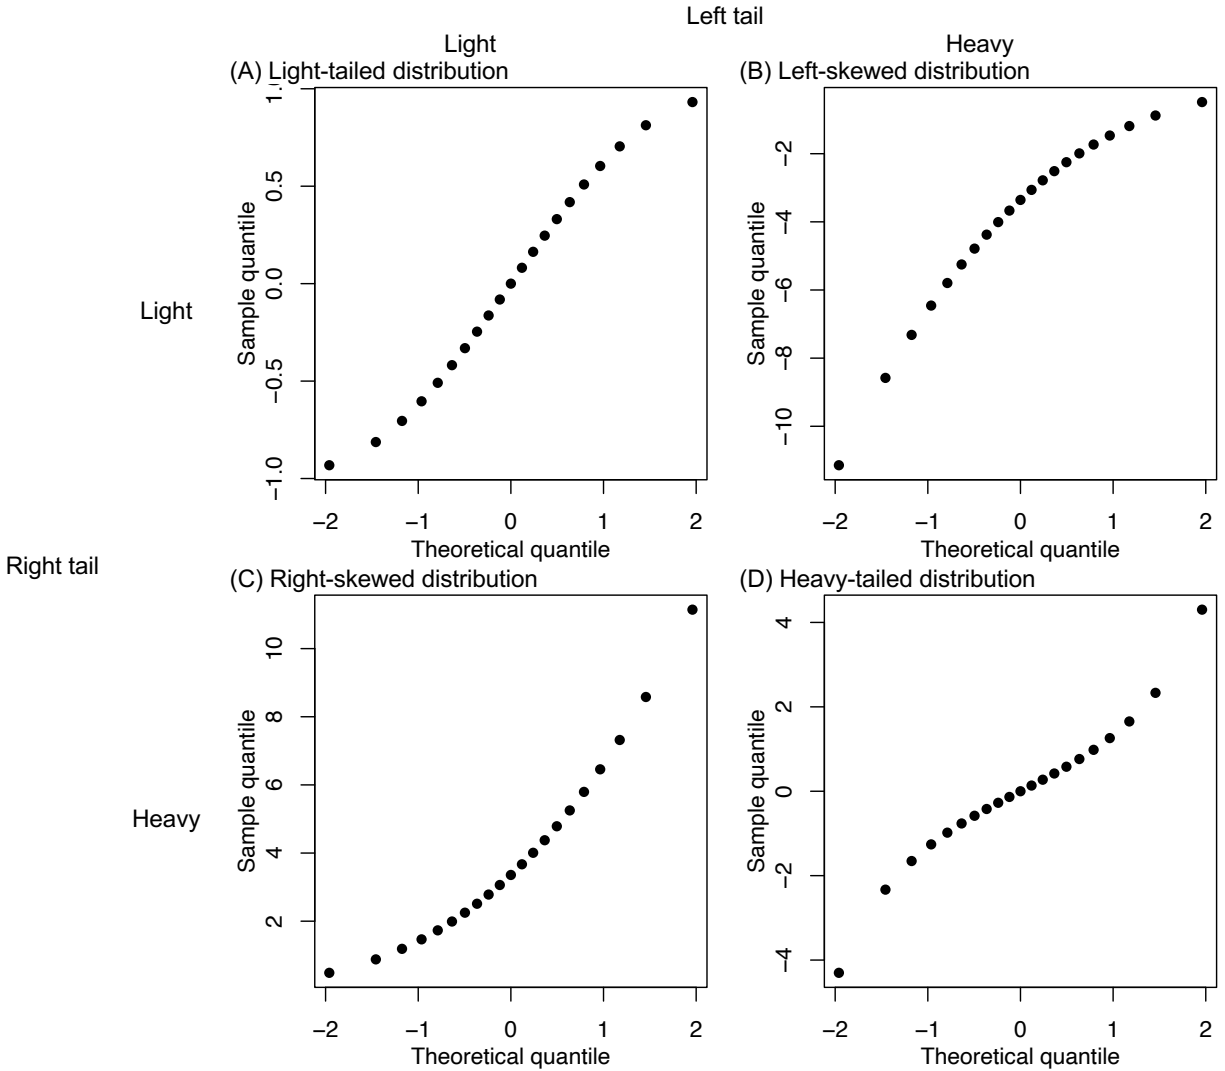 Left tail
Light
Heavy
(A) Light-tailed distribution
Sample quantile
0.5
0.0
−0.5
−1.0
−2 −1 0 1 2
Theoretical quantile
(B) Left-skewed distribution
Sample quantile
−2
−4
−6
−8
−10
−2 −1 0 1 2
Theoretical quantile
Light
Right tail
Heavy
(C) Right-skewed distribution
Sample quantile
10
8
6
4
2
−2 −1 0 1 2
Theoretical quantile
(D) Heavy-tailed distribution
Sample quantile
4
2
0
−2
−4
−2 −1 0 1 2
Theoretical quantile